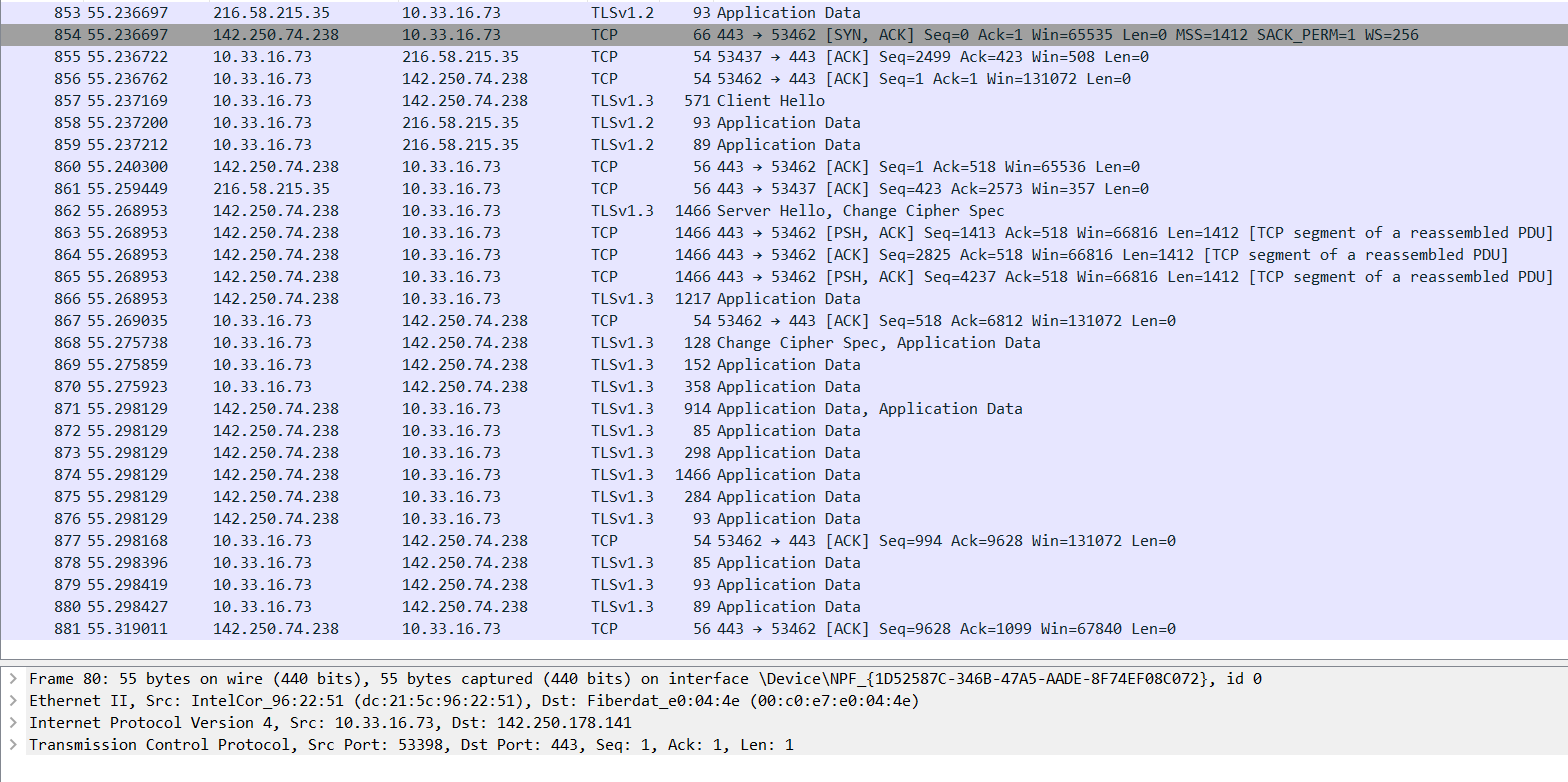 853 55.236697 216.58.215.35 10.33.16.73 TLSv1.2 93 Application Data
854 55.236697 142.250.74.238 10.33.16.73 TCP 66 443 → 53462 [SYN, ACK] Seq=0 Ack=1 Win=65535 Len=0 MSS=1412 SACK_PERM=1 WS=256
855 55.236722 10.33.16.73 216.58.215.35 TCP 54 53437 → 443 [ACK] Seq=2499 Ack=423 Win=508 Len=0
856 55.236762 10.33.16.73 142.250.74.238 TCP 54 53462 → 443 [ACK] Seq=1 Ack=1 Win=131072 Len=0
857 55.237169 10.33.16.73 142.250.74.238 TLSv1.3 571 Client Hello
858 55.237200 10.33.16.73 216.58.215.35 TLSv1.2 93 Application Data
859 55.237212 10.33.16.73 216.58.215.35 TLSv1.2 89 Application Data
860 55.240300 142.250.74.238 10.33.16.73 TCP 56 443 → 53462 [ACK] Seq=1 Ack=518 Win=65536 Len=0
861 55.259449 216.58.215.35 10.33.16.73 TCP 56 443 → 53437 [ACK] Seq=423 Ack=2573 Win=357 Len=0
862 55.268953 142.250.74.238 10.33.16.73 TLSv1.3 1466 Server Hello, Change Cipher Spec
863 55.268953 142.250.74.238 10.33.16.73 TCP 1466 443 → 53462 [PSH, ACK] Seq=1413 Ack=518 Win=66816 Len=1412 [TCP segment of a reassembled PDU]
864 55.268953 142.250.74.238 10.33.16.73 TCP 1466 443 → 53462 [ACK] Seq=2825 Ack=518 Win=66816 Len=1412 [TCP segment of a reassembled PDU]
865 55.268953 142.250.74.238 10.33.16.73 TCP 1466 443 → 53462 [PSH, ACK] Seq=4237 Ack=518 Win=66816 Len=1412 [TCP segment of a reassembled PDU]
866 55.268953 142.250.74.238 10.33.16.73 TLSv1.3 1217 Application Data
867 55.269035 10.33.16.73 142.250.74.238 TCP 54 53462 → 443 [ACK] Seq=518 Ack=6812 Win=131072 Len=0
868 55.275738 10.33.16.73 142.250.74.238 TLSv1.3 128 Change Cipher Spec, Application Data
869 55.275859 10.33.16.73 142.250.74.238 TLSv1.3 152 Application Data
870 55.275923 10.33.16.73 142.250.74.238 TLSv1.3 358 Application Data
871 55.298129 142.250.74.238 10.33.16.73 TLSv1.3 914 Application Data, Application Data
872 55.298129 142.250.74.238 10.33.16.73 TLSv1.3 85 Application Data
873 55.298129 142.250.74.238 10.33.16.73 TLSv1.3 298 Application Data
874 55.298129 142.250.74.238 10.33.16.73 TLSv1.3 1466 Application Data
875 55.298129 142.250.74.238 10.33.16.73 TLSv1.3 284 Application Data
876 55.298129 142.250.74.238 10.33.16.73 TLSv1.3 93 Application Data
877 55.298168 10.33.16.73 142.250.74.238 TCP 54 53462 → 443 [ACK] Seq=994 Ack=9628 Win=131072 Len=0
878 55.298396 10.33.16.73 142.250.74.238 TLSv1.3 85 Application Data
879 55.298419 10.33.16.73 142.250.74.238 TLSv1.3 93 Application Data
880 55.298427 10.33.16.73 142.250.74.238 TLSv1.3 89 Application Data
881 55.319011 142.250.74.238 10.33.16.73 TCP 56 443 → 53462 [ACK] Seq=9628 Ack=1099 Win=67840 Len=0
Frame 80: 55 bytes on wire (440 bits), 55 bytes captured (440 bits) on interface \Device\NPF_{1D52587C-346B-47A5-AADE-8F74EF08C072}, id 0
Ethernet II, Src: IntelCor_96:22:51 (dc:21:5c:96:22:51), Dst: Fiberdat_e0:04:4e (00:c0:e7:e0:04:4e)
Internet Protocol Version 4, Src: 10.33.16.73, Dst: 142.250.178.141
Transmission Control Protocol, Src Port: 53398, Dst Port: 443, Seq: 1, Ack: 1, Len: 1